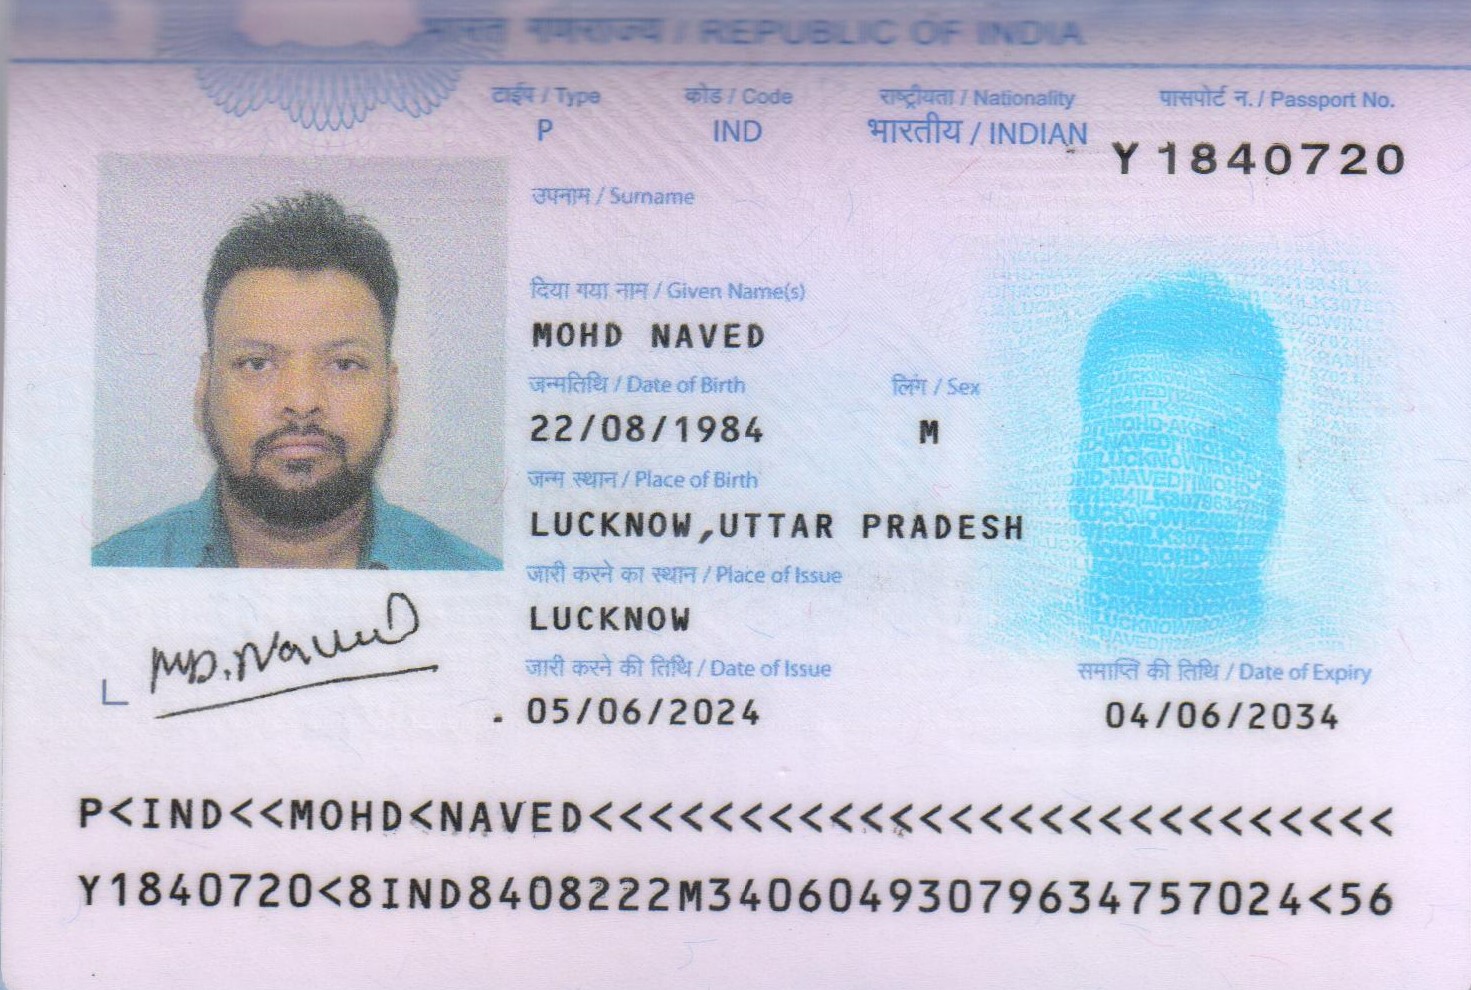 भारत गणराज्य / REPUBLIC OF INDIA
टाईप / Type कोड / Code राष्ट्रीयता / Nationality पासपोर्ट न. / Passport No.
P IND भारतीय / INDIAN Y 1840720
उपनाम / Surname
दिया गया नाम / Given Name(s)
MOHD NAVED
जन्मतिथि / Date of Birth लिंग / Sex
22/08/1984 M
जन्म स्थान / Place of Birth
LUCKNOW,UTTAR PRADESH
जारी करने का स्थान / Place of Issue
LUCKNOW
जारी करने की तिथि / Date of Issue समाप्ति की तिथि / Date of Expiry
05/06/2024 04/06/2034
MD. Naved
P<IND<<MOHD<NAVED<<<<<<<<<<<<<<<<<<<<<<<<<<<
Y1840720<8IND8408222M34060493079634757024<56